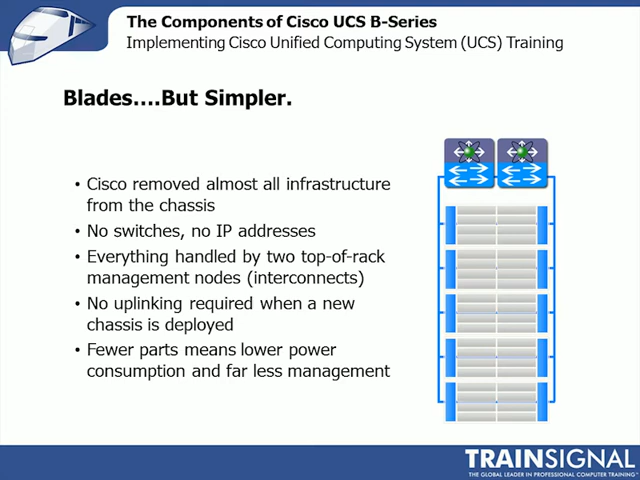 The Components of Cisco UCS B-Series
Implementing Cisco Unified Computing System (UCS) Training
Blades....But Simpler.
• Cisco removed almost all infrastructure
from the chassis
• No switches, no IP addresses
• Everything handled by two top-of-rack
management nodes (interconnects)
• No uplinking required when a new
chassis is deployed
• Fewer parts means lower power
consumption and far less management
TRAINSIGNAL
THE GLOBAL LEADER IN PROFESSIONAL COMPUTER TRAINING™